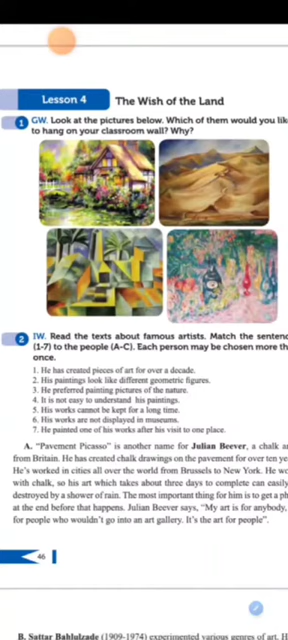 Lesson 4 The Wish of the Land
1 GW. Look at the pictures below. Which of them would you
to hang on your classroom wall? Why?
2 IW. Read the texts about famous artists. Match the
(1-7) to the people (A-C). Each person may be chosen more
once.
1. He has created pieces of art for over a decade.
2. His paintings look like different geometric figures.
3. He preferred painting pictures of the nature.
4. It is not easy to understand his paintings.
5. His works cannot be kept for a long time.
6. His works are not displayed in museums.
7. He painted one of his works after his visit to one place.
A. “Pavement Picasso” is another name for Julian Beever, a chalk
from Britain. He has created chalk drawings on the pavement for over ten
He’s worked in cities all over the world from Brussels to New York. He
with chalk, so his art which takes about three days to complete can easily
destroyed by a shower of rain. The most important thing for him is to get a
at the end before that happens. Julian Beever says, “My art is for anybody,
for people who wouldn’t go into an art gallery. It’s the art for people”.
46
B. Sattar Bahlulzade (1909-1974) experimented various genres of art.